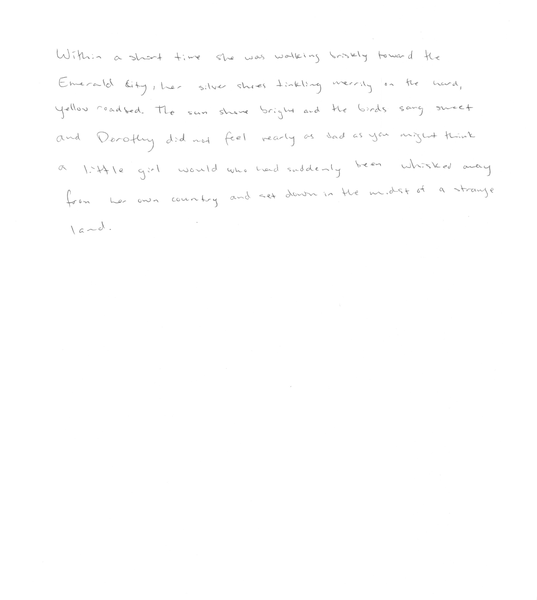 Within a short time she was walking briskly toward the
Emerald City, her silver shoes tinkling merrily on the hard,
yellow roadbed. The sun shone bright and the birds sang sweet
and Dorothy did not feel nearly as bad as you might think
a little girl would who had suddenly been whisked away
from her own country and set down in the midst of a strange
land.